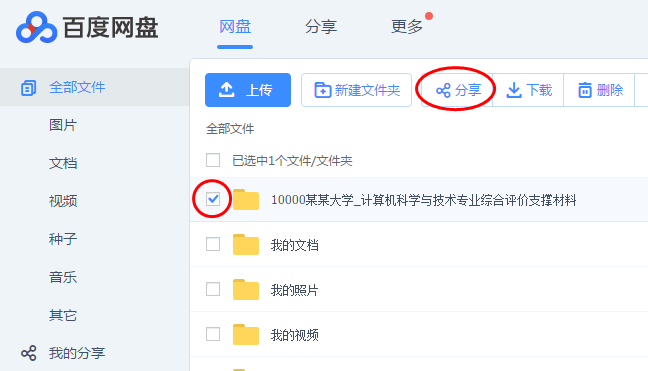 百度网盘
网盘 分享 更多
全部文件
图片
文档
视频
种子
音乐
其它
我的分享
上传 新建文件夹 分享 下载 删除
全部文件
已选中1个文件/文件夹
10000某某大学_计算机科学与技术专业综合评价支撑材料
我的文档
我的照片
我的视频